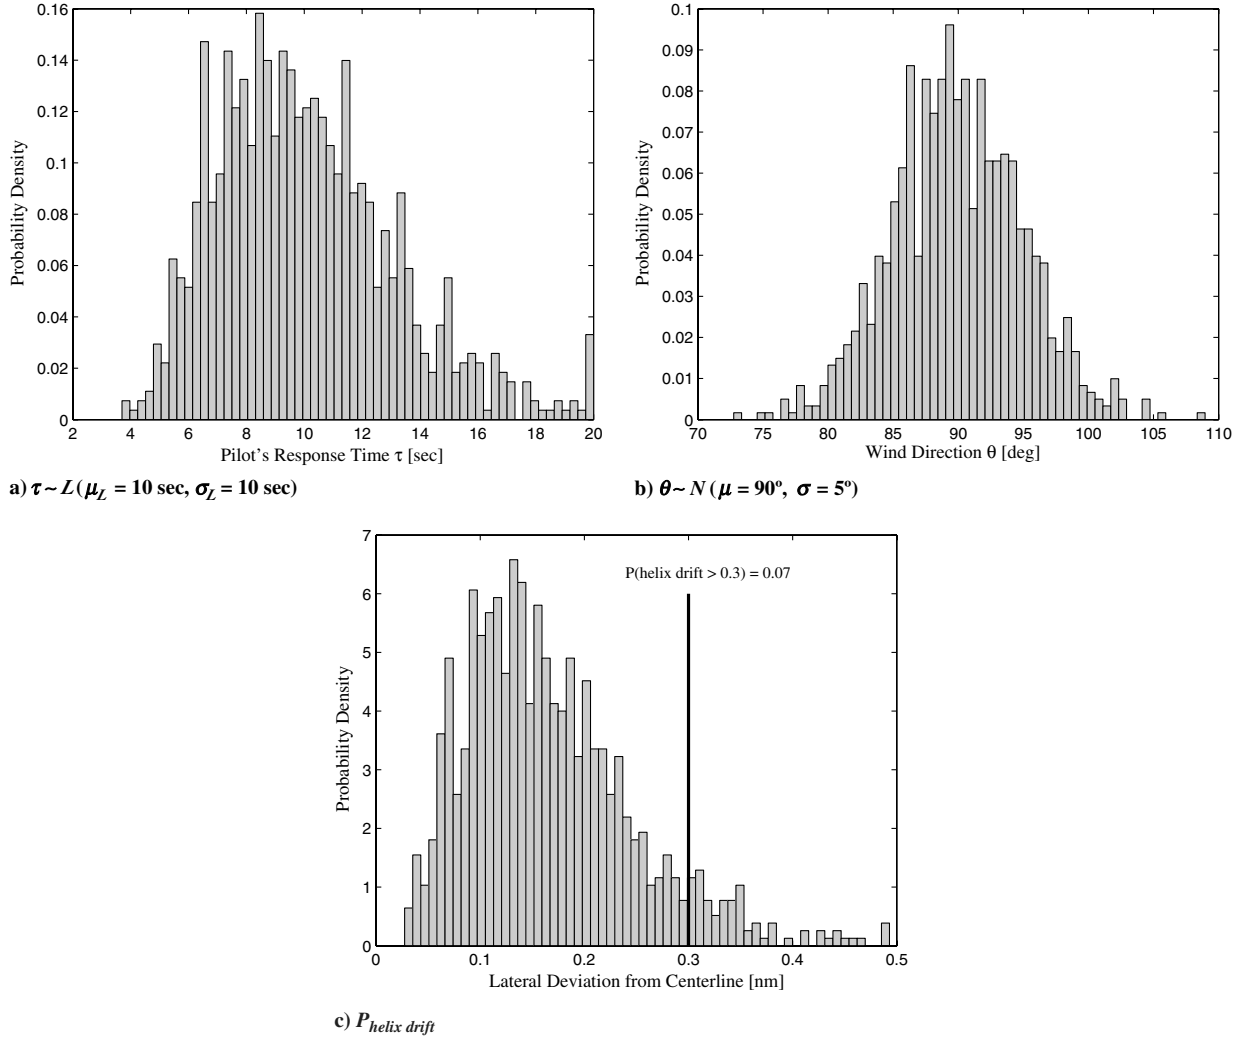 0.16
0.14
0.12
0.1
0.08
0.06
0.04
0.02
0
Probability Density
2 4 6 8 10 12 14 16 18 20
Pilot's Response Time τ [sec]
a) τ ~ L ( μL = 10 sec, σL = 10 sec)
0.1
0.09
0.08
0.07
0.06
0.05
0.04
0.03
0.02
0.01
0
Probability Density
70 75 80 85 90 95 100 105 110
Wind Direction θ [deg]
b) θ ~ N ( μ = 90º, σ = 5º)
7
6
5
4
3
2
1
0
Probability Density
P(helix drift > 0.3) = 0.07
0 0.1 0.2 0.3 0.4 0.5
Lateral Deviation from Centerline [nm]
c) Phelix drift